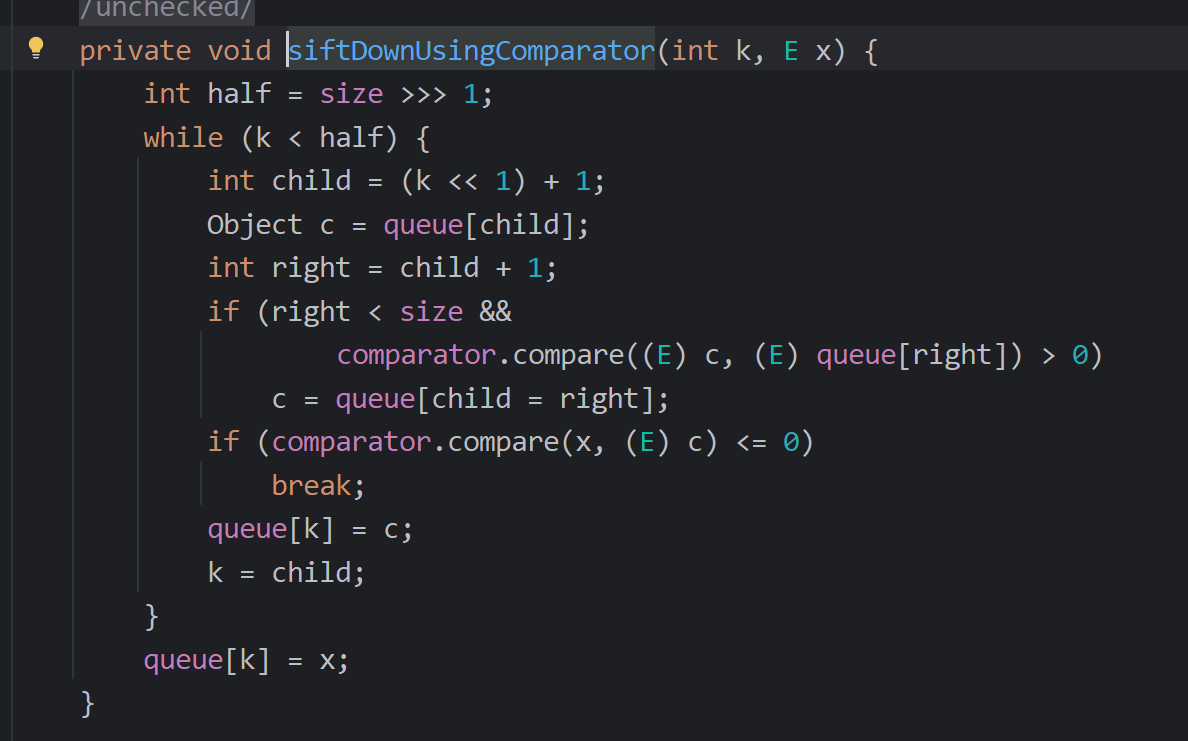 /unchecked/
private void siftDownUsingComparator(int k, E x) {
    int half = size >>> 1;
    while (k < half) {
        int child = (k << 1) + 1;
        Object c = queue[child];
        int right = child + 1;
        if (right < size &&
                comparator.compare((E) c, (E) queue[right]) > 0)
            c = queue[child = right];
        if (comparator.compare(x, (E) c) <= 0)
            break;
        queue[k] = c;
        k = child;
    }
    queue[k] = x;
}